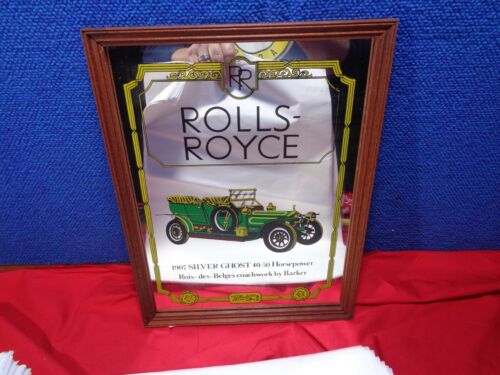 RR
ROLLS-
ROYCE
1907 SILVER GHOST 40/50 Horsepower
Rois-des-Belges coachwork by Barker